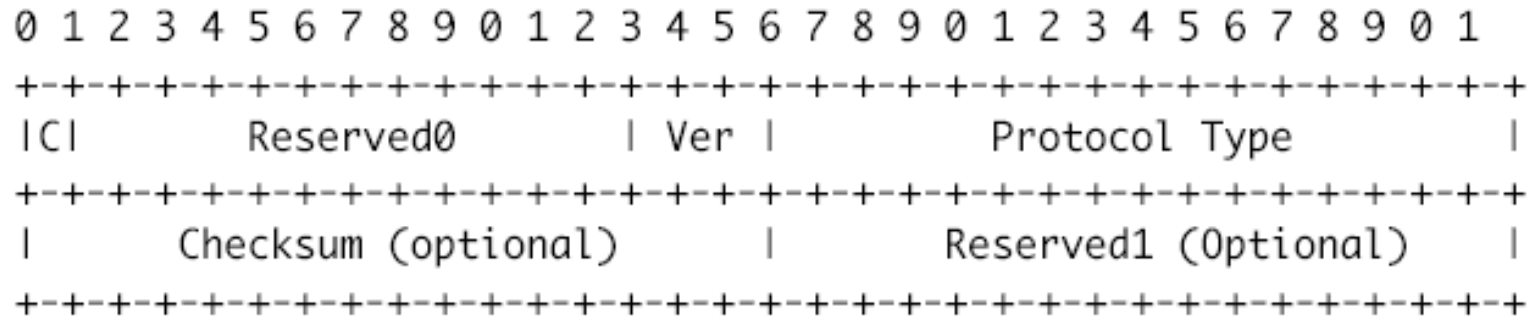 0 1 2 3 4 5 6 7 8 9 0 1 2 3 4 5 6 7 8 9 0 1 2 3 4 5 6 7 8 9 0 1
+-+-+-+-+-+-+-+-+-+-+-+-+-+-+-+-+-+-+-+-+-+-+-+-+-+-+-+-+-+-+-+-+
|C|       Reserved0       | Ver |         Protocol Type         |
+-+-+-+-+-+-+-+-+-+-+-+-+-+-+-+-+-+-+-+-+-+-+-+-+-+-+-+-+-+-+-+-+
|      Checksum (optional)      |       Reserved1 (Optional)    |
+-+-+-+-+-+-+-+-+-+-+-+-+-+-+-+-+-+-+-+-+-+-+-+-+-+-+-+-+-+-+-+-+